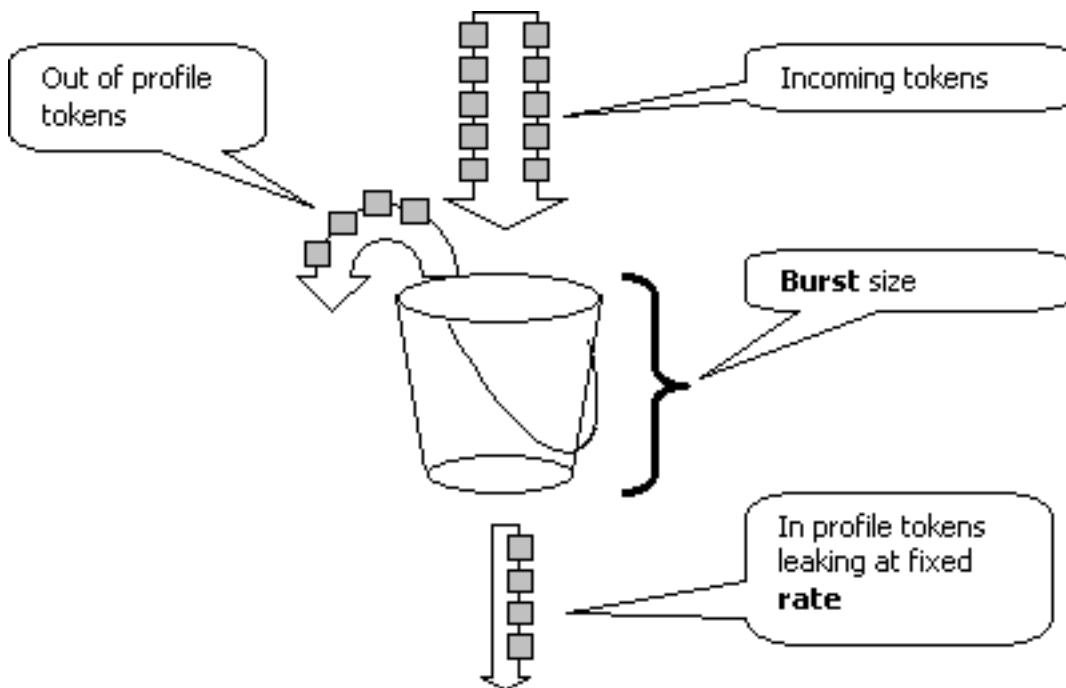 Out of profile
tokens
Incoming tokens
Burst size
In profile tokens
leaking at fixed
rate